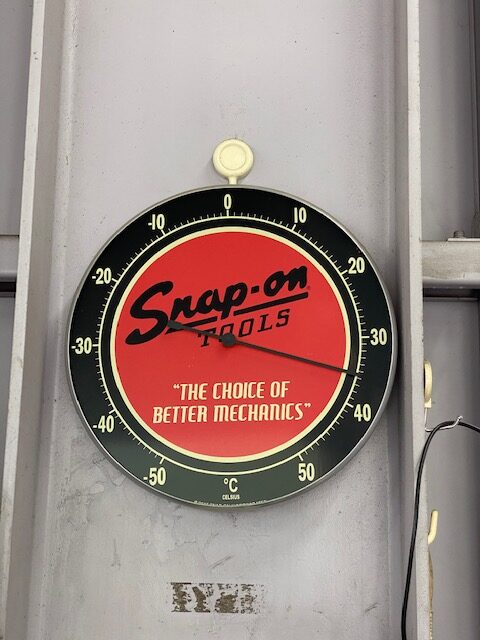 0
-10 10
-20 20
-30 30
-40 40
-50 50
Snap-on
TOOLS
"THE CHOICE OF
BETTER MECHANICS"
°C
CELSIUS